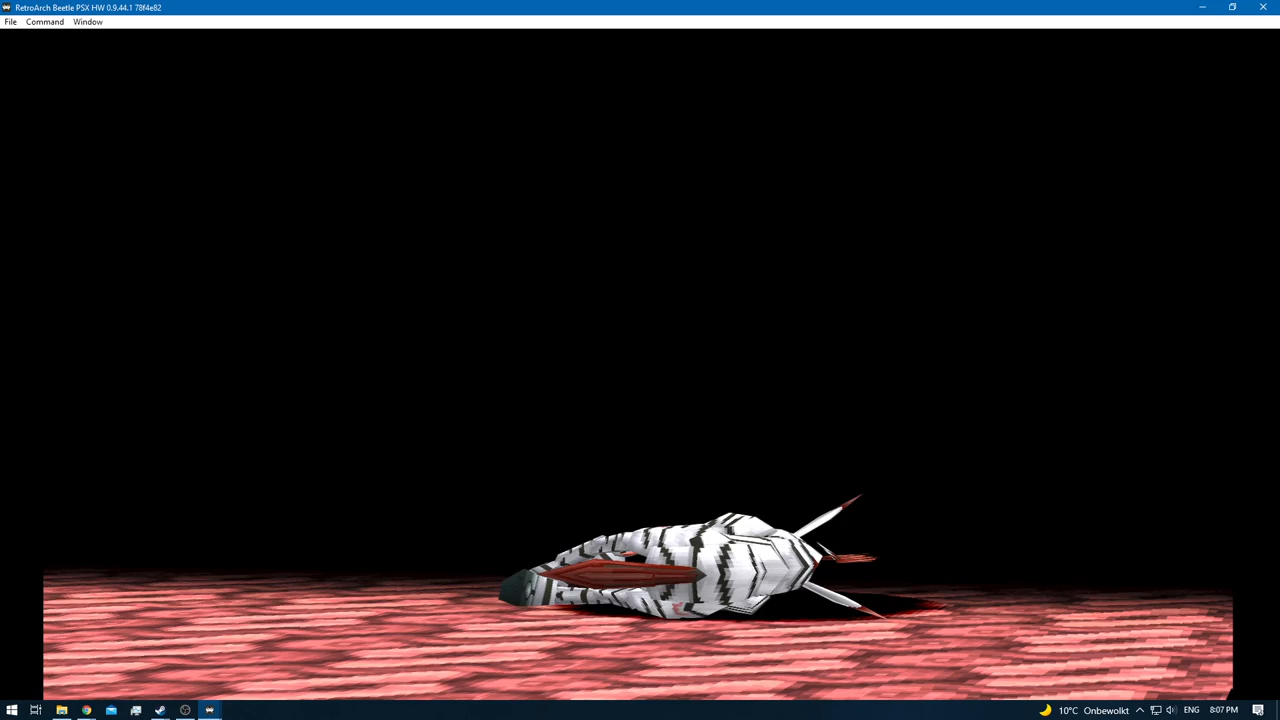 RetroArch Beetle PSX HW 0.9.44.1 78f4e82
File Command Window
10°C Onbewolkt ENG 8:07 PM